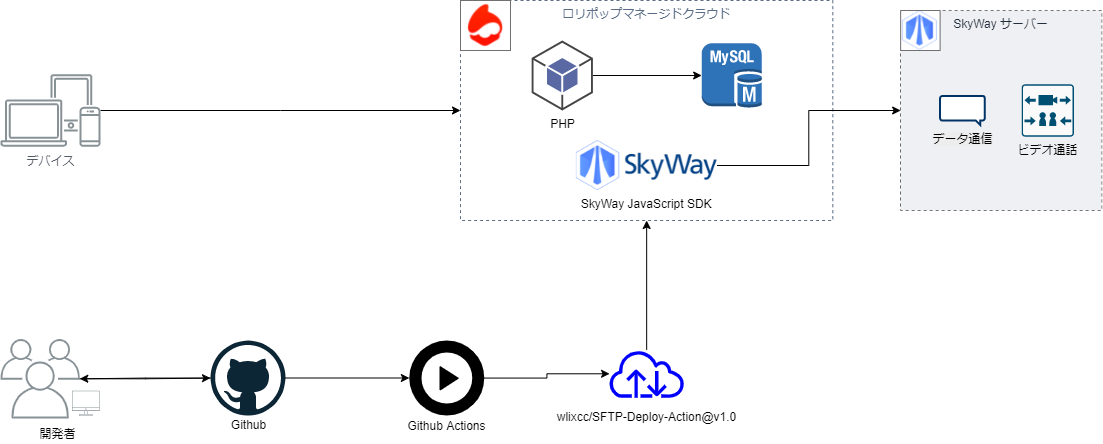 ロリポップマネージドクラウド
SkyWay サーバー
MySQL
M
PHP
データ通信
ビデオ通話
デバイス
SkyWay
SkyWay JavaScript SDK
開発者
Github
Github Actions
wlixcc/SFTP-Deploy-Action@v1.0